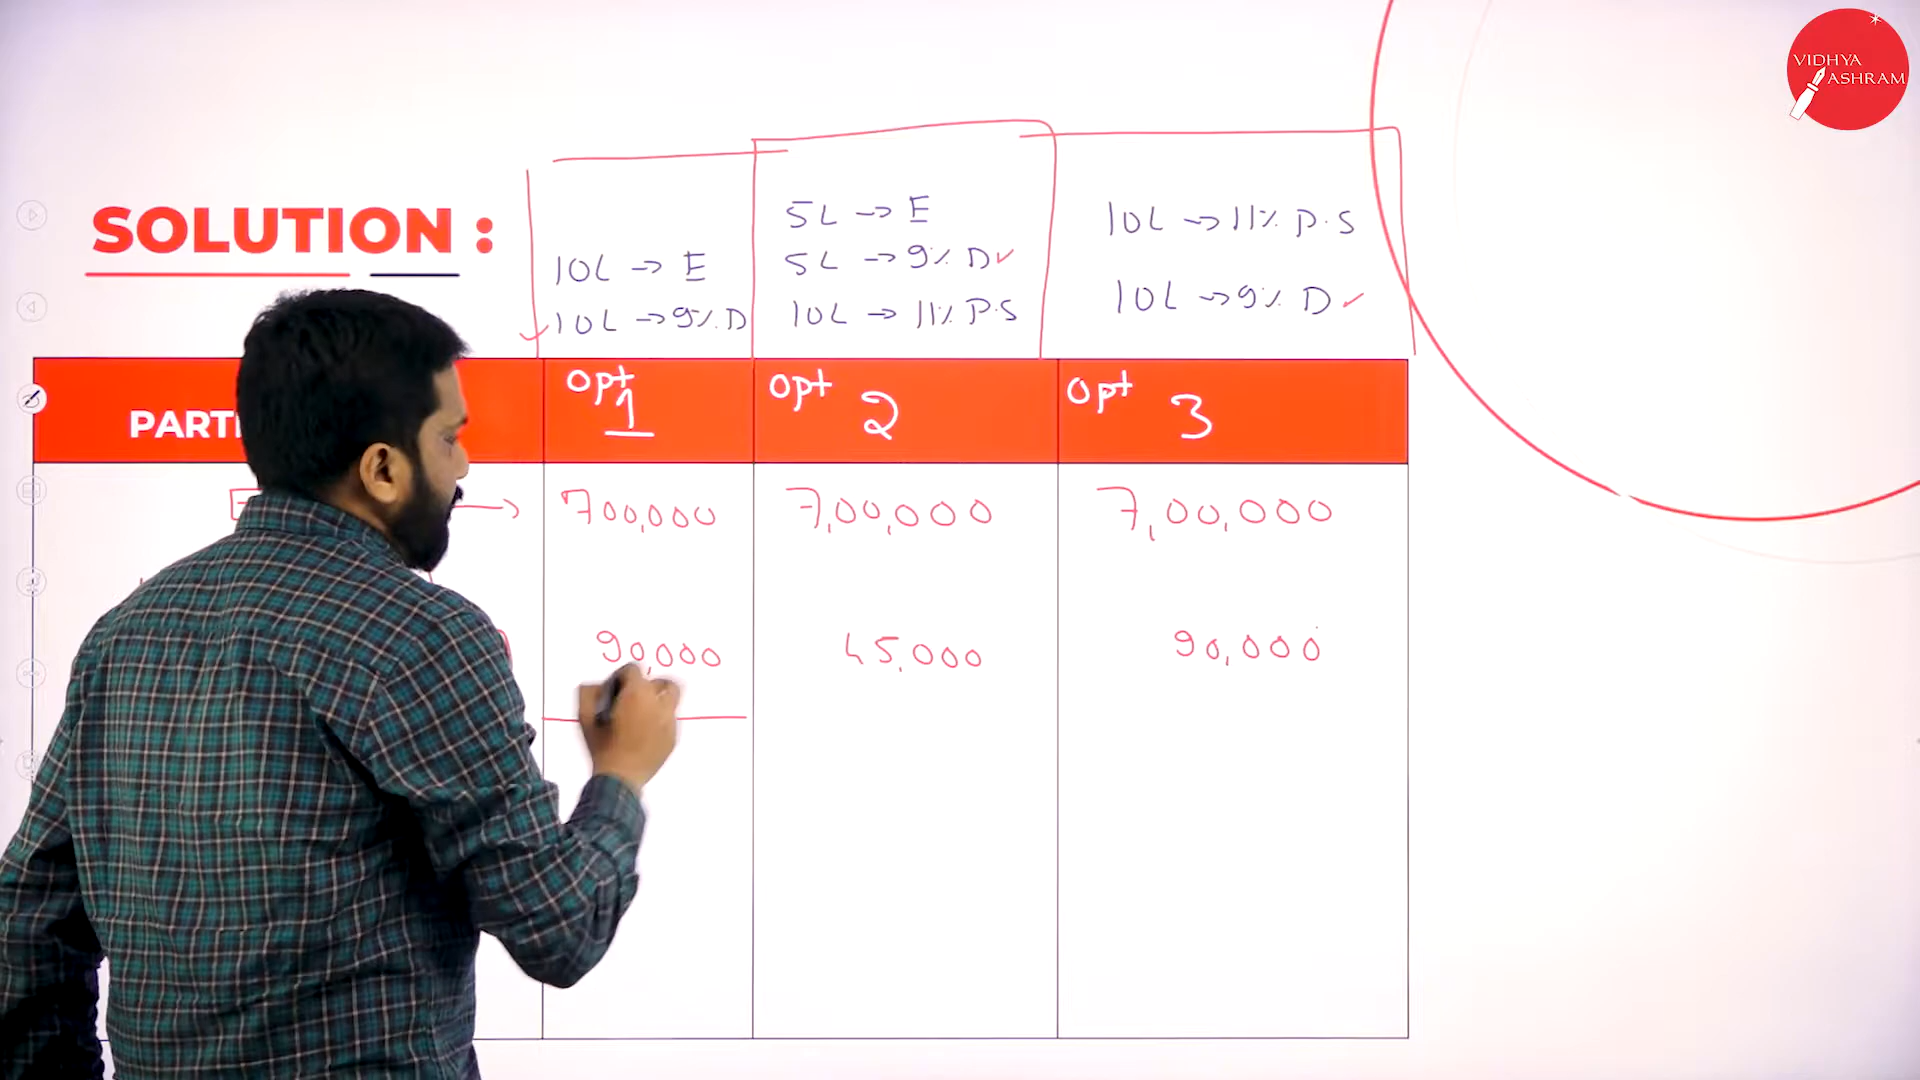 VIDHYA
ASHRAM
SOLUTION :
10L → E
10L → 9% D
5L → E
5L → 9% D ✓
10L → 11% P.S
10L → 11% P.S
10L → 9% D ✓
Opt 1
Opt 2
Opt 3
→ 700,000
7,00,000
7,00,000
90,000
45,000
90,000